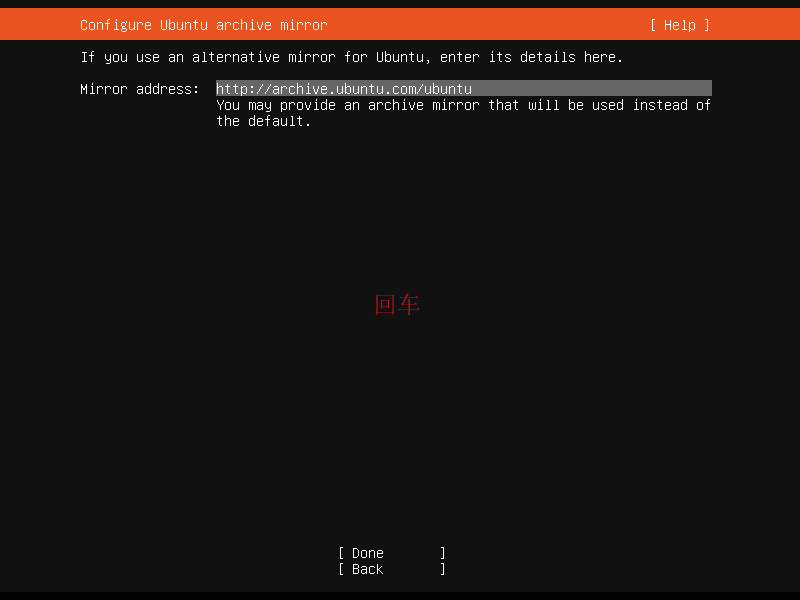 Configure Ubuntu archive mirror [ Help ]
If you use an alternative mirror for Ubuntu, enter its details here.
Mirror address: http://archive.ubuntu.com/ubuntu
You may provide an archive mirror that will be used instead of
the default.
回车
[ Done ]
[ Back ]